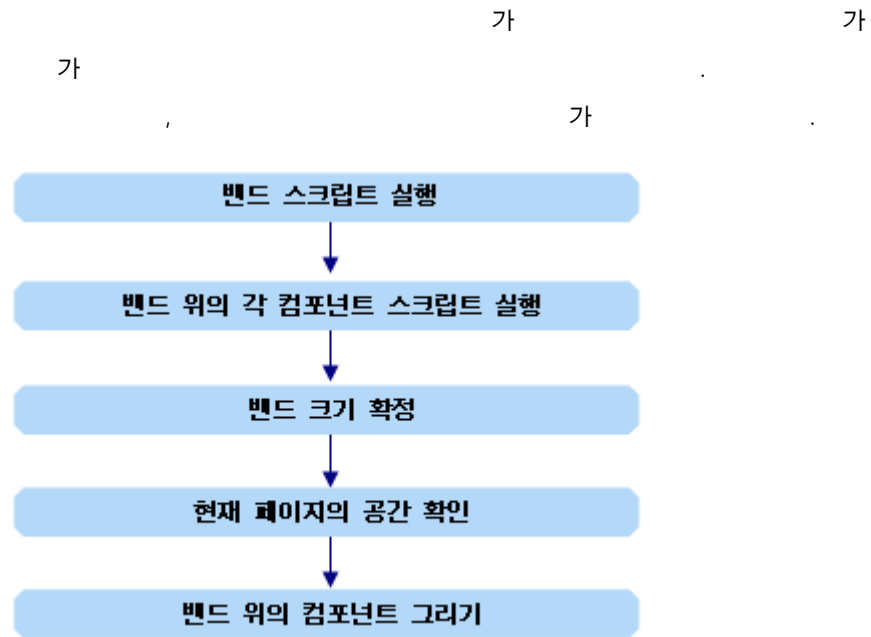 가 가
가 .
, 가 .
밴드 스크립트 실행
밴드 위의 각 컴포넌트 스크립트 실행
밴드 크기 확정
현재 페이지의 공간 확인
밴드 위의 컴포넌트 그리기